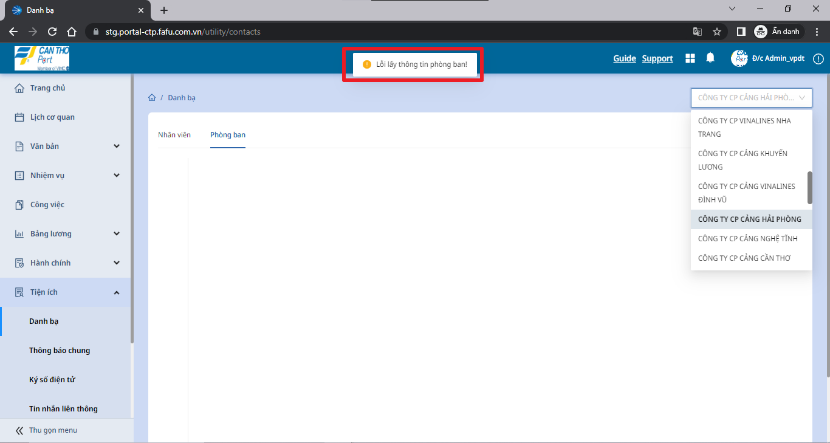 Danh bạ
stg.portal-ctp.fafu.com.vn/utility/contacts
Ẩn danh
CAN THO
Port
Lỗi lấy thông tin phòng ban!
Guide
Support
Đ/c Admin_vpdt
Trang chủ
Lịch cơ quan
Văn bản
Nhiệm vụ
Công việc
Bảng lương
Hành chính
Tiện ích
Danh bạ
Thông báo chung
Ký số điện tử
Tin nhắn liên thông
Thu gọn menu
/ Danh bạ
CÔNG TY CP CẢNG HẢI PHÒ...
Nhân viên
Phòng ban
CÔNG TY CP VINALINES NHA
TRANG
CÔNG TY CP CẢNG KHUYẾN
LƯƠNG
CÔNG TY CP CẢNG VINALINES
ĐÌNH VŨ
CÔNG TY CP CẢNG HẢI PHÒNG
CÔNG TY CP CẢNG NGHỆ TĨNH
CÔNG TY CP CẢNG CẦN THƠ